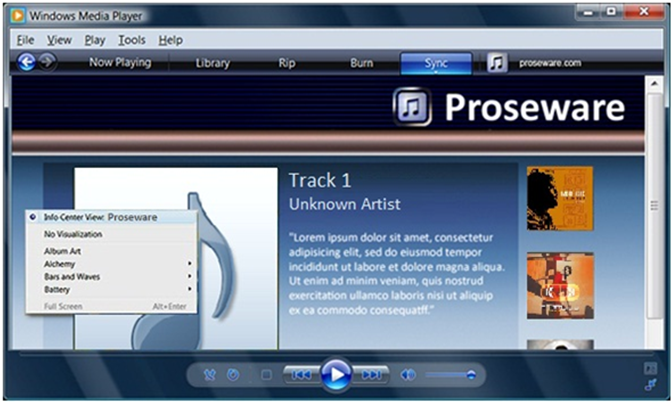 Windows Media Player
File View Play Tools Help
Now Playing Library Rip Burn Sync proseware.com
Proseware
Track 1
Unknown Artist
"Lorem ipsum dolor sit amet, consectetur
adipisicing elit, sed do eiusmod tempor
incididunt ut labore et dolore magna aliqua.
Ut enim ad minim veniam, quis nostrud
exercitation ullamco laboris nisi ut aliquip
ex ea commodo consequatff."
Info Center View: Proseware
No Visualization
Album Art
Alchemy
Bars and Waves
Battery
Full Screen Alt+Enter